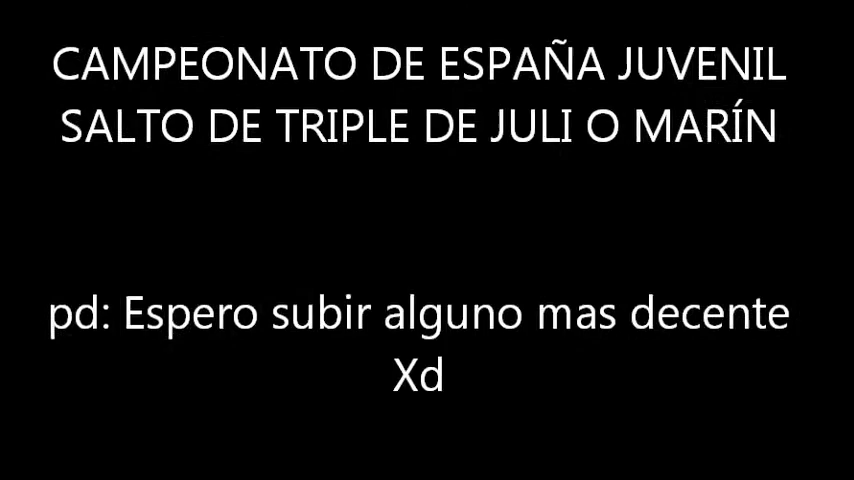 CAMPEONATO DE ESPAÑA JUVENIL
SALTO DE TRIPLE DE JULI O MARÍN
pd: Espero subir alguno mas decente
Xd